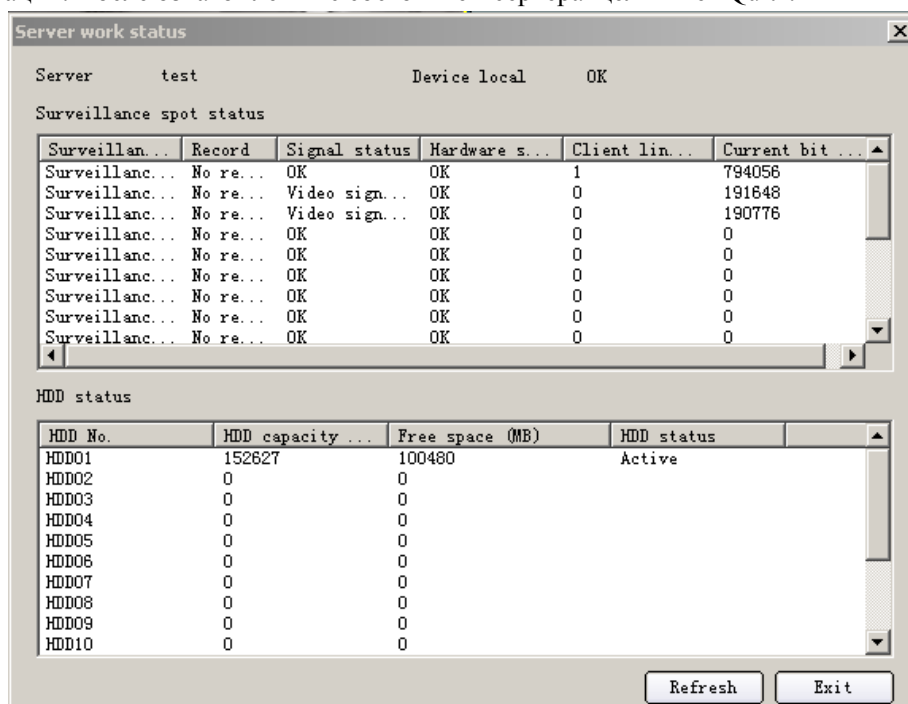 Server work status
Server test Device local OK
Surveillance spot status
Surveillan... Record Signal status Hardware s... Client lin... Current bit ...
Surveillanc... No re... OK OK 1 794056
Surveillanc... No re... Video sign... OK 0 191648
Surveillanc... No re... Video sign... OK 0 190776
Surveillanc... No re... OK OK 0 0
Surveillanc... No re... OK OK 0 0
Surveillanc... No re... OK OK 0 0
Surveillanc... No re... OK OK 0 0
Surveillanc... No re... OK OK 0 0
Surveillanc... No re... OK OK 0 0
HDD status
HDD No. HDD capacity ... Free space (MB) HDD status
HDD01 152627 100480 Active
HDD02 0 0
HDD03 0 0
HDD04 0 0
HDD05 0 0
HDD06 0 0
HDD07 0 0
HDD08 0 0
HDD09 0 0
HDD10 0 0
Refresh Exit